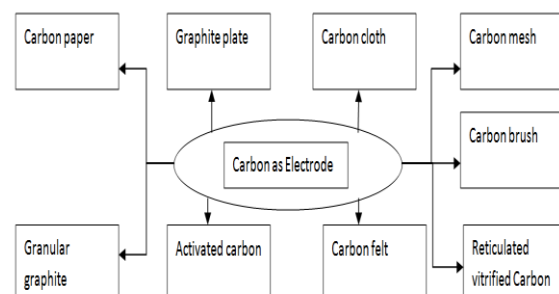 Carbon paper
Graphite plate
Carbon cloth
Carbon mesh
Carbon brush
Carbon as Electrode
Granular
graphite
Activated carbon
Carbon felt
Reticulated
vitrified Carbon